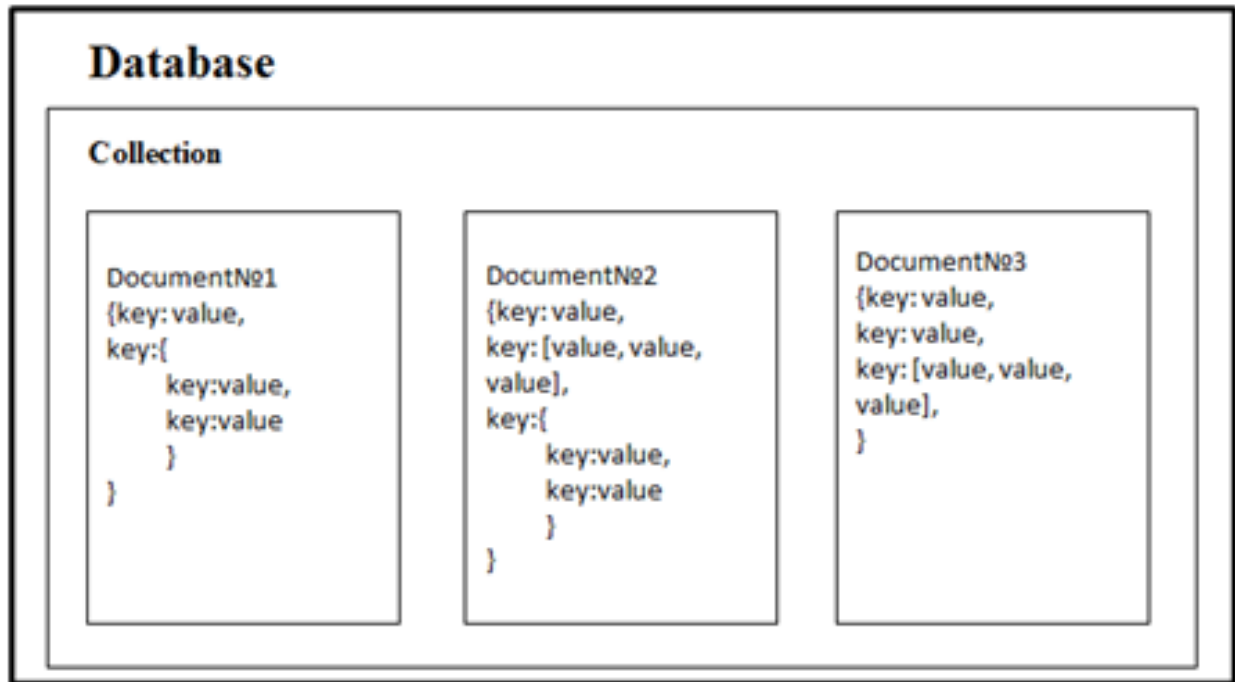 Database
Collection
Document№1
{key: value,
key:{
key:value,
key:value
}
}
Document№2
{key: value,
key: [value, value,
value],
key:{
key:value,
key:value
}
}
Document№3
{key: value,
key: value,
key: [value, value,
value],
}